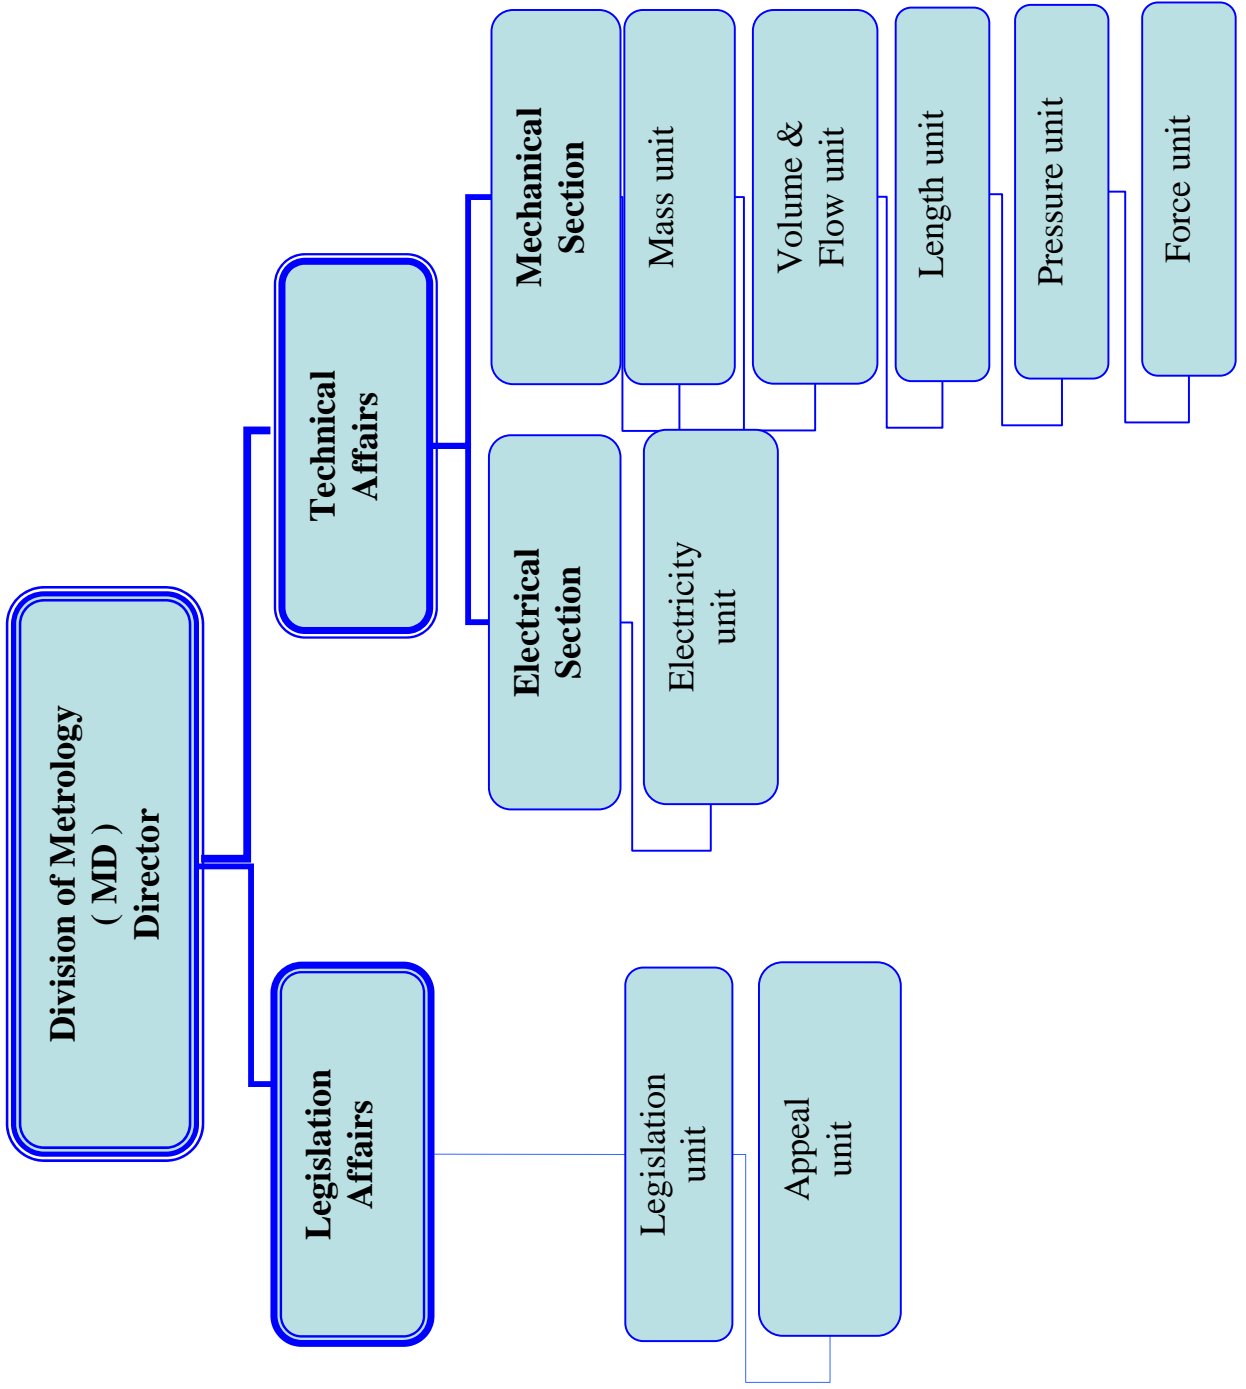 Division of Metrology
( MD )
Director
Legislation
Affairs
Technical
Affairs
Electrical
Section
Mechanical
Section
Legislation
unit
Appeal
unit
Electricity
unit
Mass unit
Volume &
Flow unit
Length unit
Pressure unit
Force unit